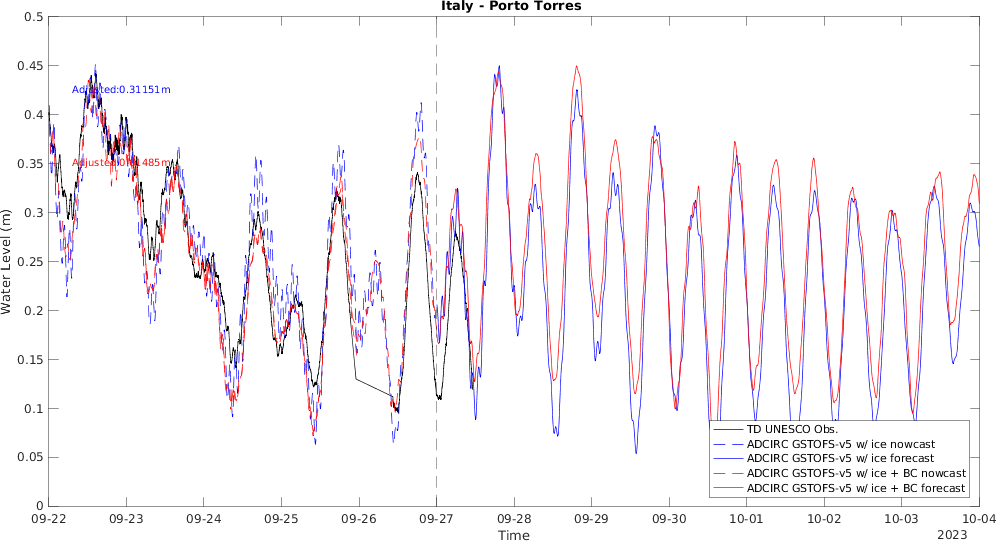 Italy - Porto Torres
0.5
0.45
0.4
0.35
0.3
0.25
0.2
0.15
0.1
0.05
0
Water Level (m)
Adjusted:0.31151m
Adjusted:0.31485m
TD UNESCO Obs.
ADCIRC GSTOFS-v5 w/ ice nowcast
ADCIRC GSTOFS-v5 w/ ice forecast
ADCIRC GSTOFS-v5 w/ ice + BC nowcast
ADCIRC GSTOFS-v5 w/ ice + BC forecast
09-22 09-23 09-24 09-25 09-26 09-27 09-28 09-29 09-30 10-01 10-02 10-03 10-04
Time
2023